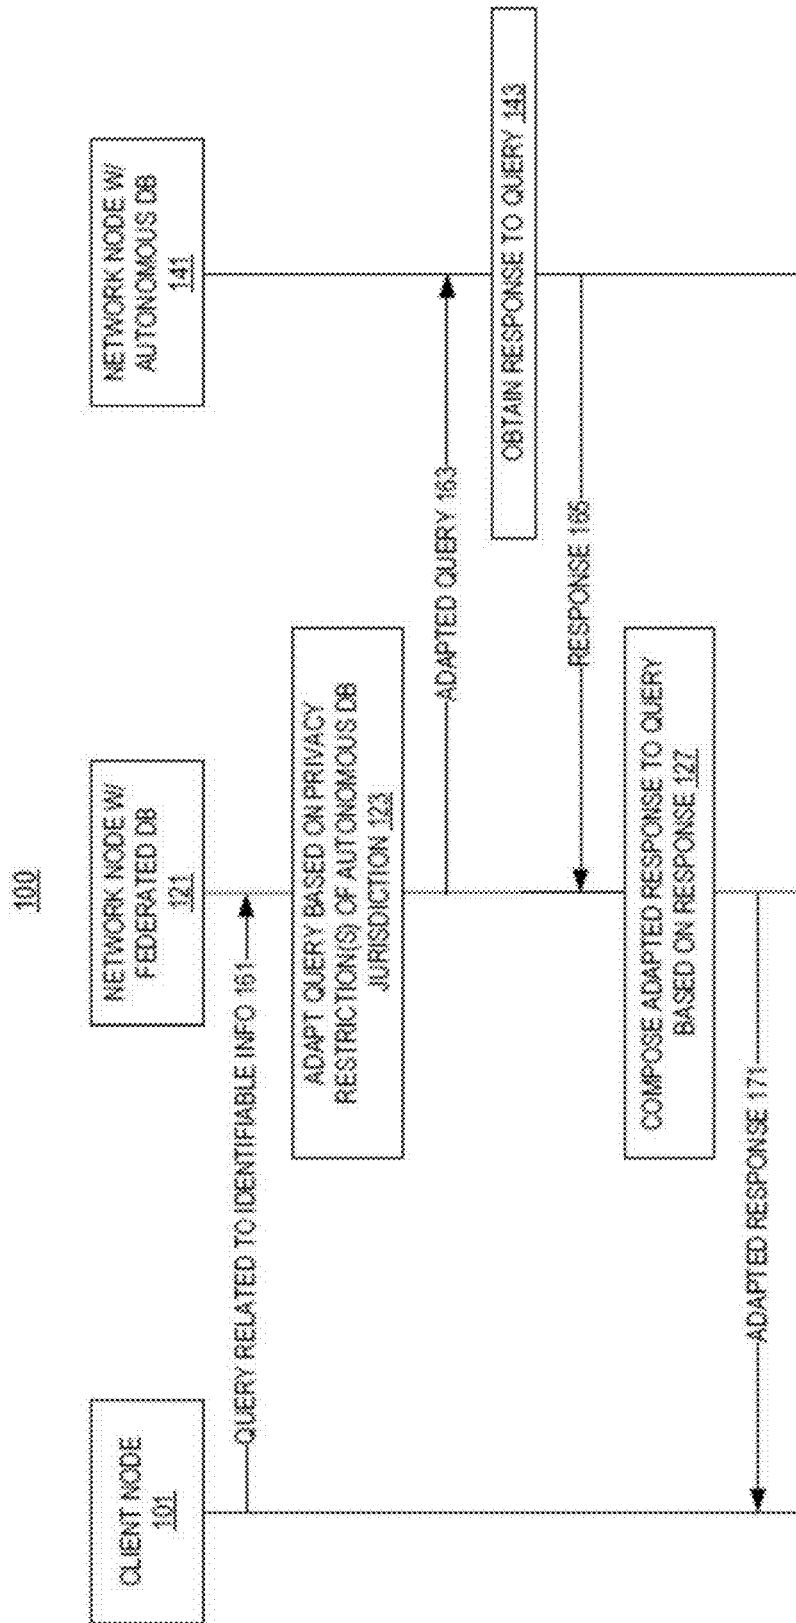 100
CLIENT NODE
101
NETWORK NODE W/
FEDERATED DB
121
NETWORK NODE W/
AUTONOMOUS DB
141
QUERY RELATED TO IDENTIFIABLE INFO 161
ADAPT QUERY BASED ON PRIVACY
RESTRICTION(S) OF AUTONOMOUS DB
JURISDICTION 123
ADAPTED QUERY 163
OBTAIN RESPONSE TO QUERY 143
RESPONSE 165
COMPOSE ADAPTED RESPONSE TO QUERY
BASED ON RESPONSE 127
ADAPTED RESPONSE 171